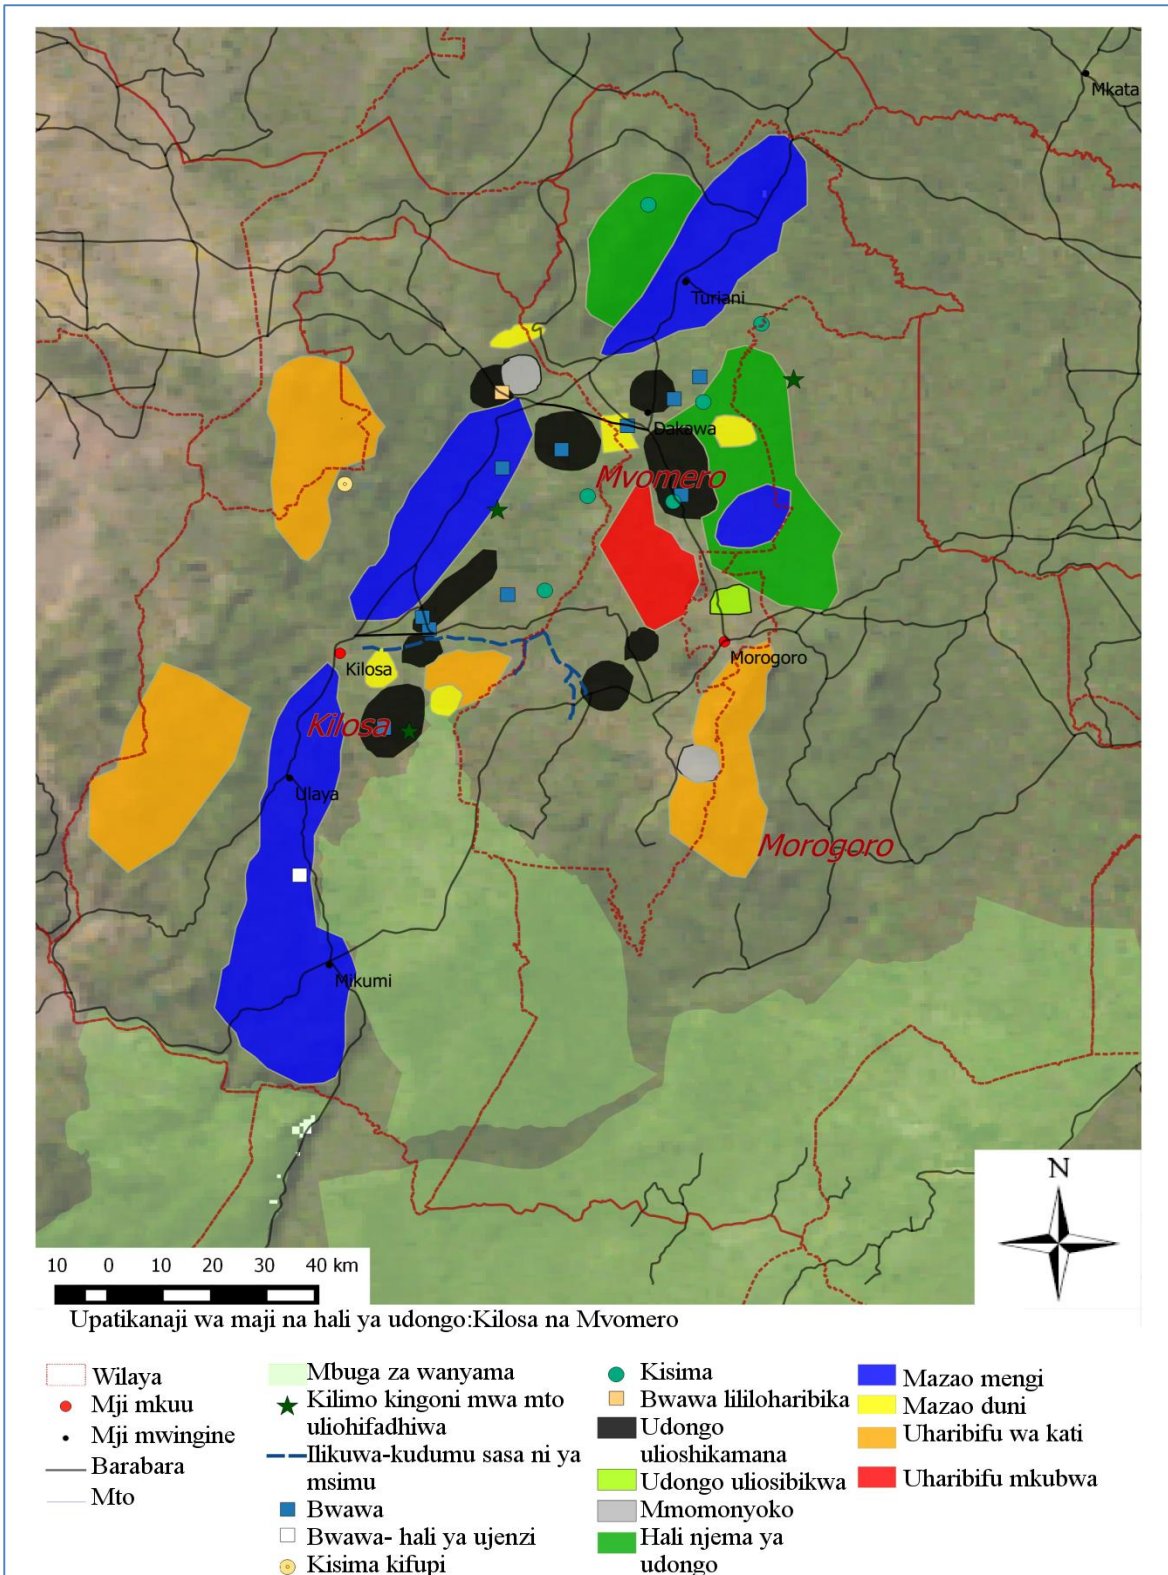 Mkata
Turiani
Dakawa
Mvomero
Kilosa
Morogoro
Kilosa
Ulaya
Morogoro
Mikumi
N
10 0 10 20 30 40 km
Upatikanaji wa maji na hali ya udongo:Kilosa na Mvomero
Wilaya
Mji mkuu
Mji mwingine
Barabara
Mto
Mbuga za wanyama
Kilimo kingoni mwa mto
uliohifadhiwa
Ilikuwa-kudumu sasa ni ya
msimu
Bwawa
Bwawa- hali ya ujenzi
Kisima kifupi
Kisima
Bwawa lililoharibika
Udongo
ulioshikamana
Udongo uliosibikwa
Mmomonyoko
Hali njema ya
udongo
Mazao mengi
Mazao duni
Uharibifu wa kati
Uharibifu mkubwa